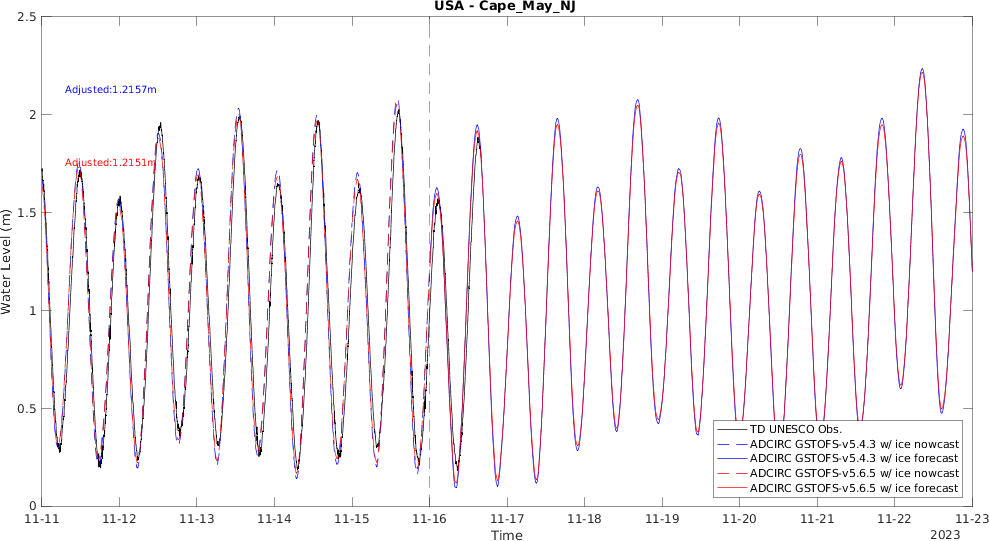 USA - Cape_May_NJ
2.5
2
1.5
1
0.5
0
Water Level (m)
Adjusted:1.2157m
Adjusted:1.2151m
TD UNESCO Obs.
ADCIRC GSTOFS-v5.4.3 w/ ice nowcast
ADCIRC GSTOFS-v5.4.3 w/ ice forecast
ADCIRC GSTOFS-v5.6.5 w/ ice nowcast
ADCIRC GSTOFS-v5.6.5 w/ ice forecast
11-11 11-12 11-13 11-14 11-15 11-16 11-17 11-18 11-19 11-20 11-21 11-22 11-23
Time
2023